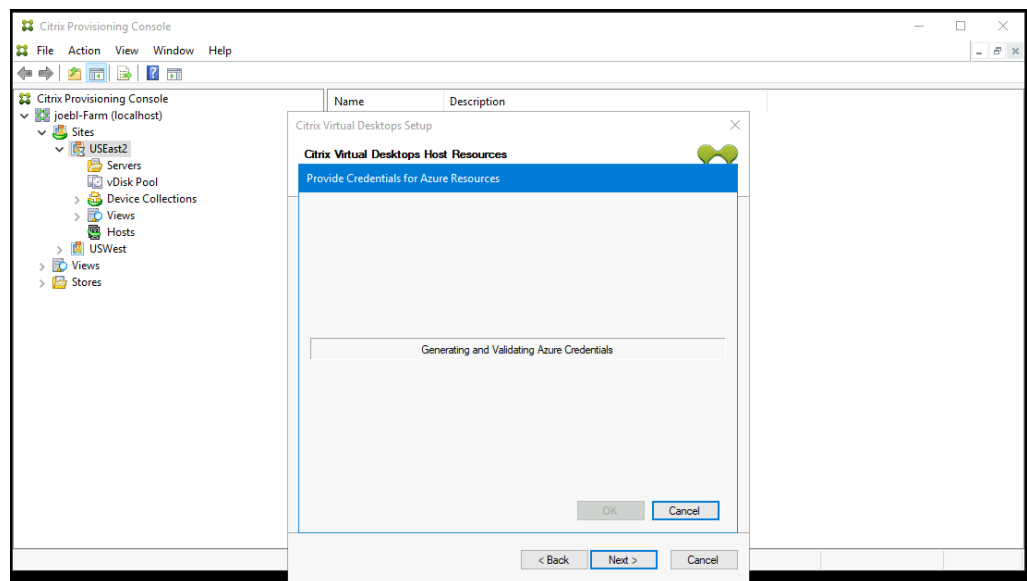 Citrix Provisioning Console
File Action View Window Help
Citrix Provisioning Console
joebl-Farm (localhost)
Sites
USEast2
Servers
vDisk Pool
Device Collections
Views
Hosts
USWest
Views
Stores
Name Description
Citrix Virtual Desktops Setup
Citrix Virtual Desktops Host Resources
Provide Credentials for Azure Resources
Generating and Validating Azure Credentials
OK Cancel
< Back Next > Cancel